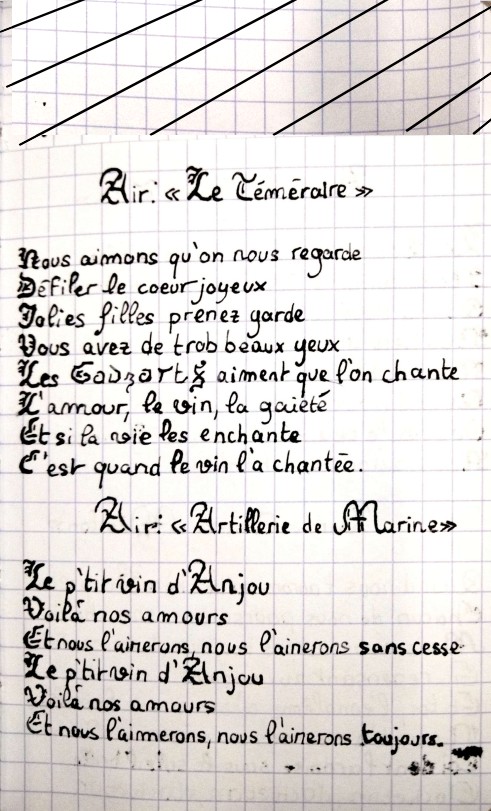 Air: « Le Téméraire »
Nous aimons qu'on nous regarde
Défiler le coeur joyeux
Jolies filles prenez garde
Vous avez de trob beaux yeux
Les Gadzarts aiment que l'on chante
L'amour, le vin, la gaieté
Et si la vie les enchante
C'est quand le vin l'a chantée.
Air: «Artillerie de Marine»
Le p'tit vin d'Anjou
Voilà nos amours
Et nous l'aimerons, nous l'aimerons sans cesse
Le p'tit vin d'Anjou
Voilà nos amours
Et nous l'aimerons, nous l'aimerons toujours.